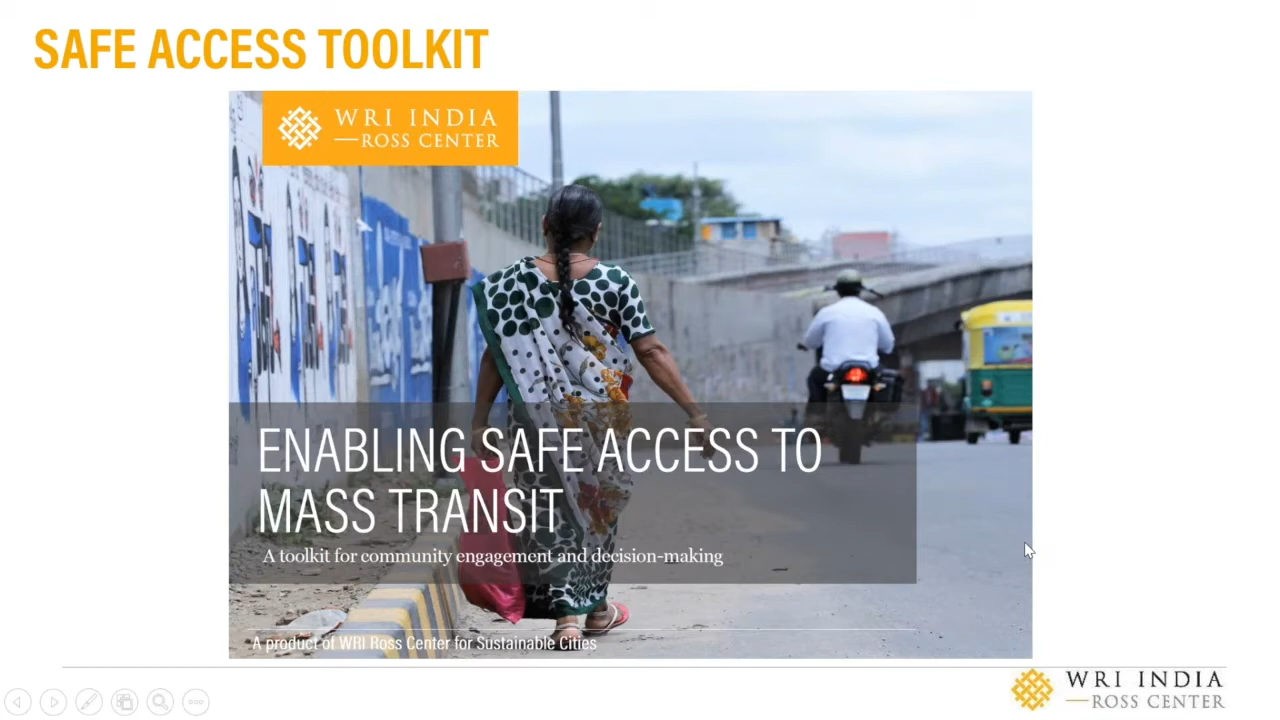 SAFE ACCESS TOOLKIT
WRI INDIA
ROSS CENTER
ENABLING SAFE ACCESS TO
MASS TRANSIT
A toolkit for community engagement and decision-making
A product of WRI Ross Center for Sustainable Cities
WRI INDIA
ROSS CENTER